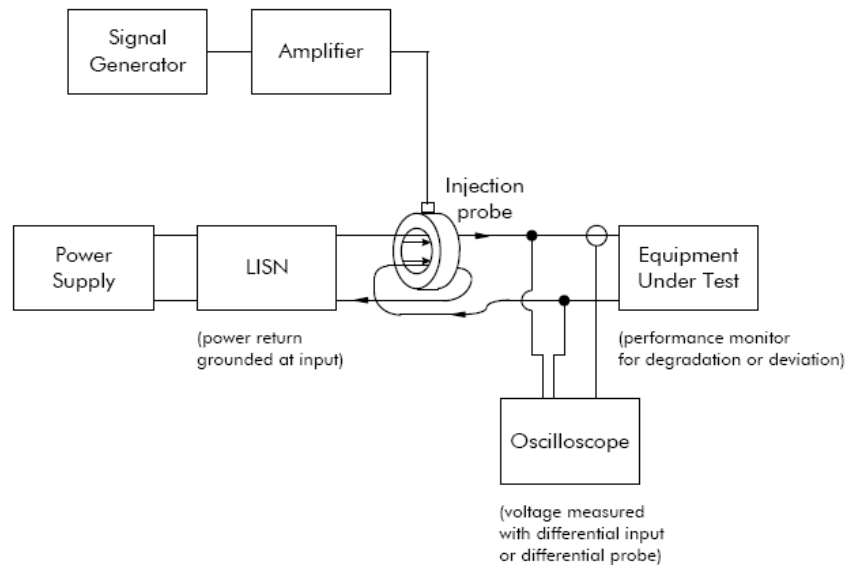 Signal
Generator
Amplifier
Injection
probe
Power
Supply
LISN
Equipment
Under Test
(power return
grounded at input)
(performance monitor
for degradation or deviation)
Oscilloscope
(voltage measured
with differential input
or differential probe)